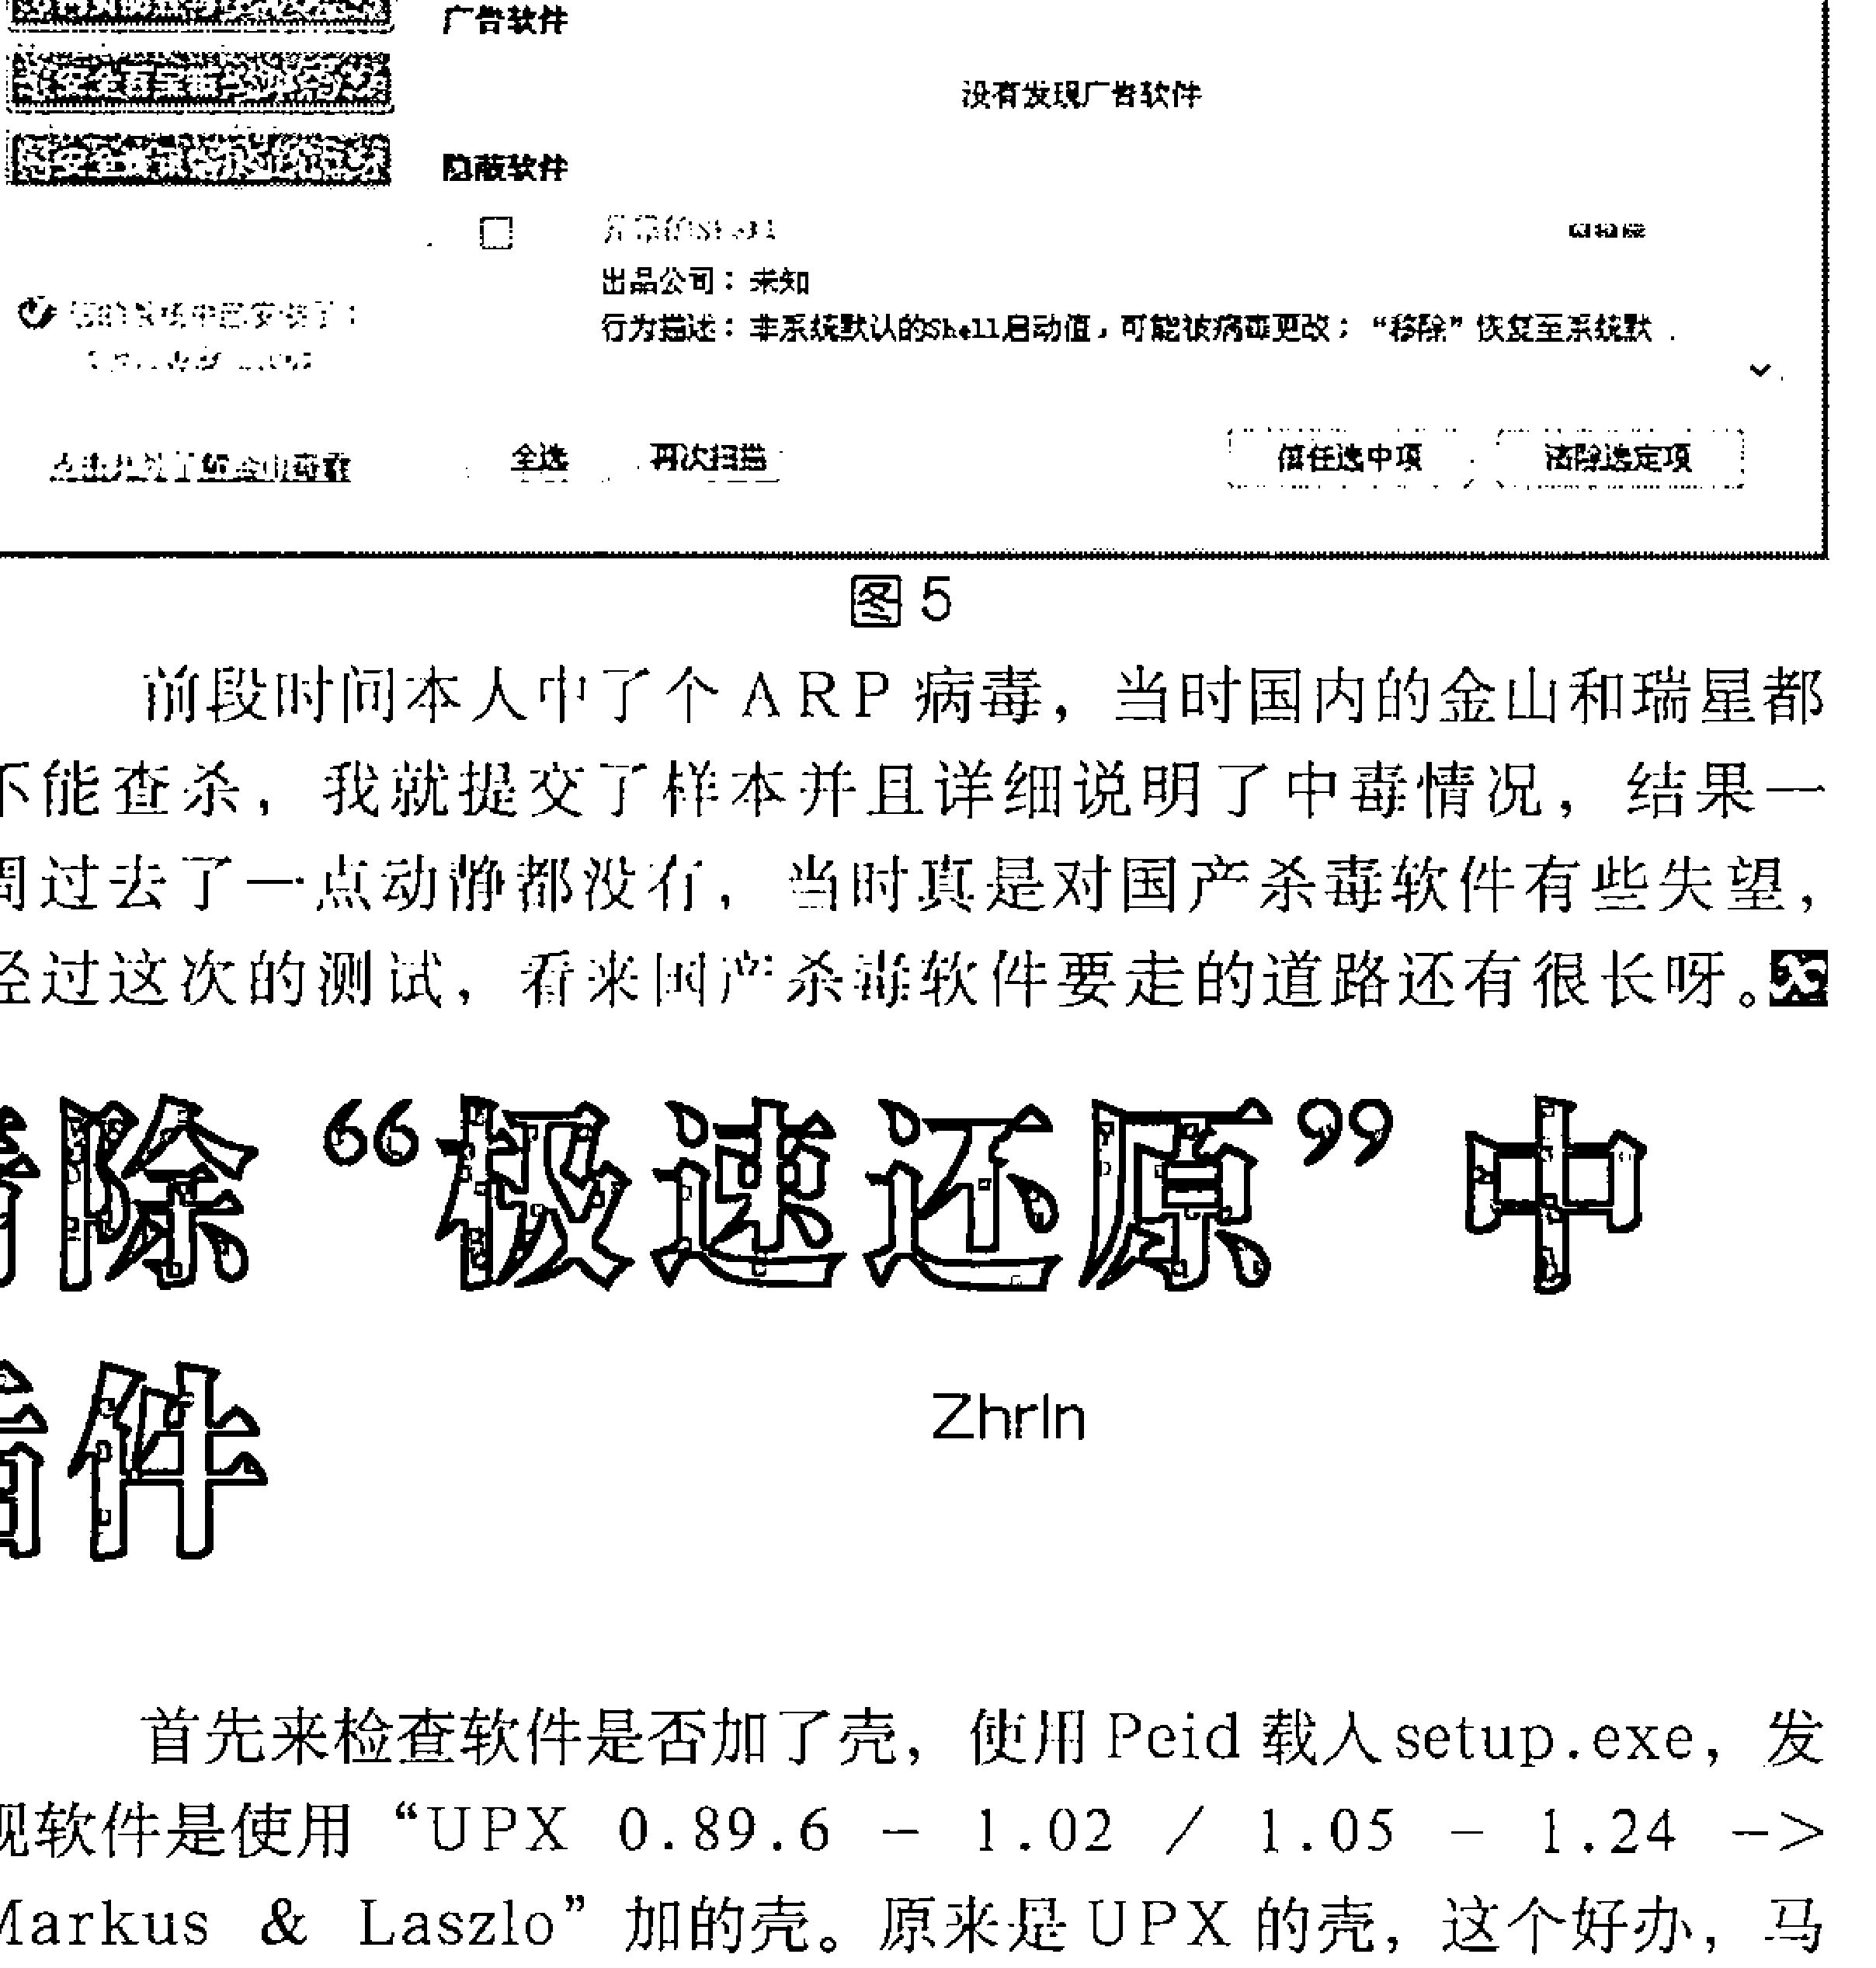 广告软件
没有发现广告软件
隐蔽软件
出品公司：未知
行为描述：非系统默认的Shell启动值，可能被病毒更改；“移除”恢复至系统默
全选 再次扫描 信任选中项 清除选定项
图5
前段时间本人中了个ARP病毒，当时国内的金山和瑞星都
不能查杀，我就提交了样本并且详细说明了中毒情况，结果一
周过去了一点动静都没有，当时真是对国产杀毒软件有些失望，
经过这次的测试，看来国产杀毒软件要走的道路还有很长呀。
除“极速还原”中
件
ZhrIn
首先来检查软件是否加了壳，使用Peid载入setup.exe，发
现软件是使用“UPX 0.89.6 - 1.02 / 1.05 - 1.24 ->
Markus & Laszlo”加的壳。原来是UPX的壳，这个好办，马